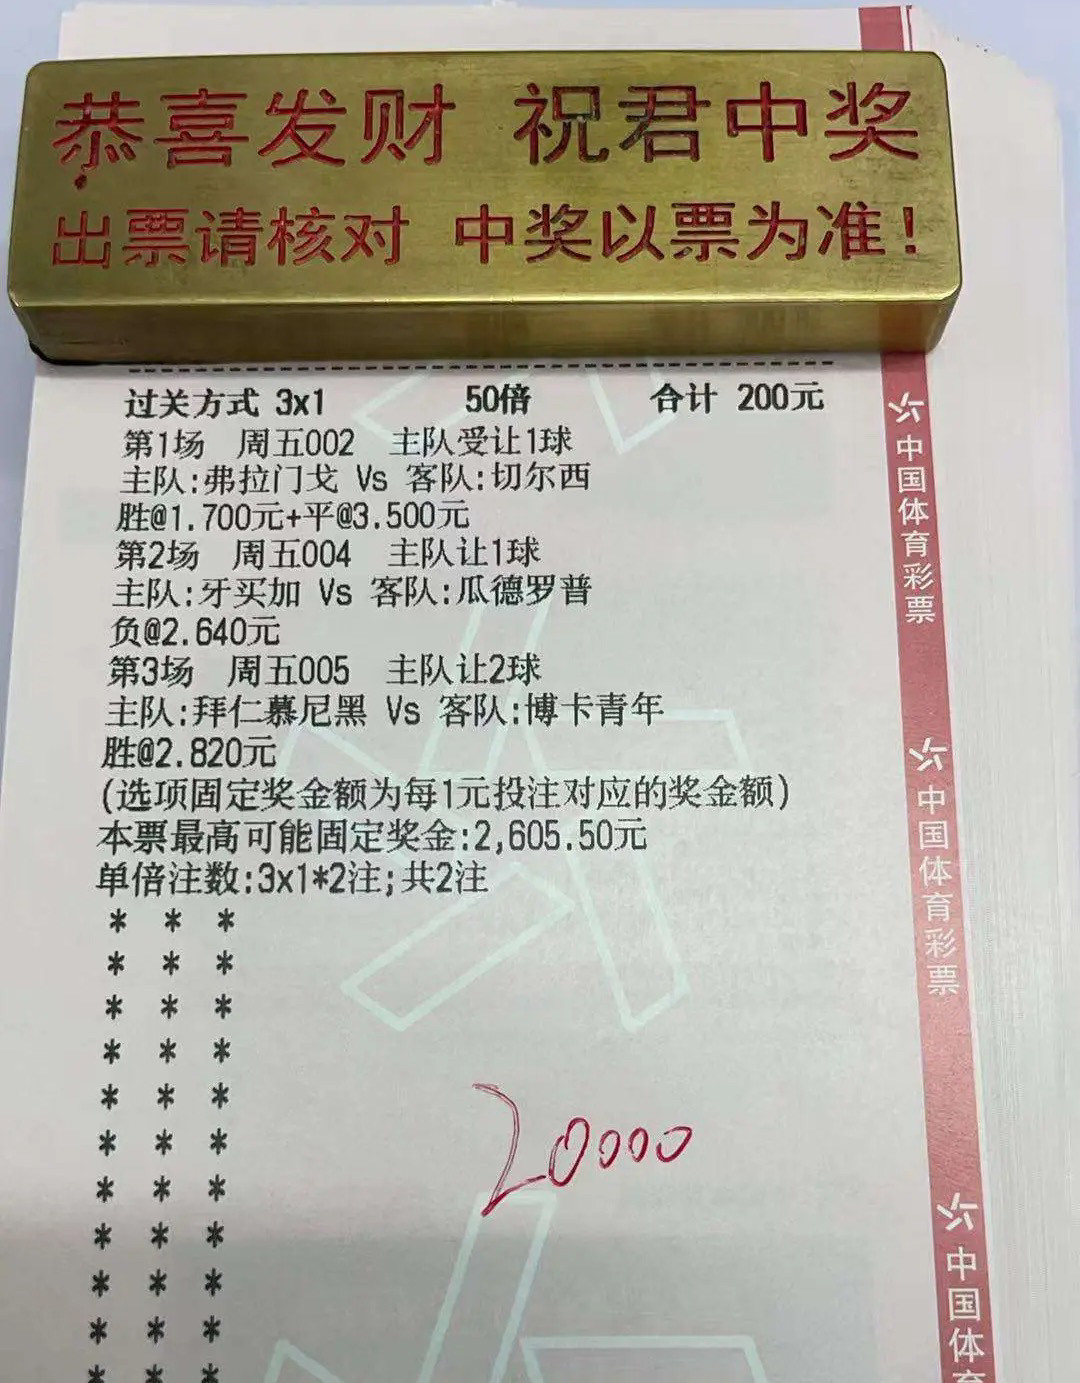 恭喜发财 祝君中奖
出票请核对 中奖以票为准！
过关方式 3x1 50倍 合计 200元
第1场 周五002 主队受让1球
主队:弗拉门戈 Vs 客队:切尔西
胜@1.700元+平@3.500元
第2场 周五004 主队让1球
主队:牙买加 Vs 客队:瓜德罗普
负@2.640元
第3场 周五005 主队让2球
主队:拜仁慕尼黑 Vs 客队:博卡青年
胜@2.820元
(选项固定奖金额为每1元投注对应的奖金额)
本票最高可能固定奖金:2,605.50元
单倍注数:3x1*2注;共2注
* * *
* * *
* * *
* * *
* * *
* * *
* * *
* * *
* * *
* * *
* * *
20000
中国体育彩票
中国体育彩票
中国体育